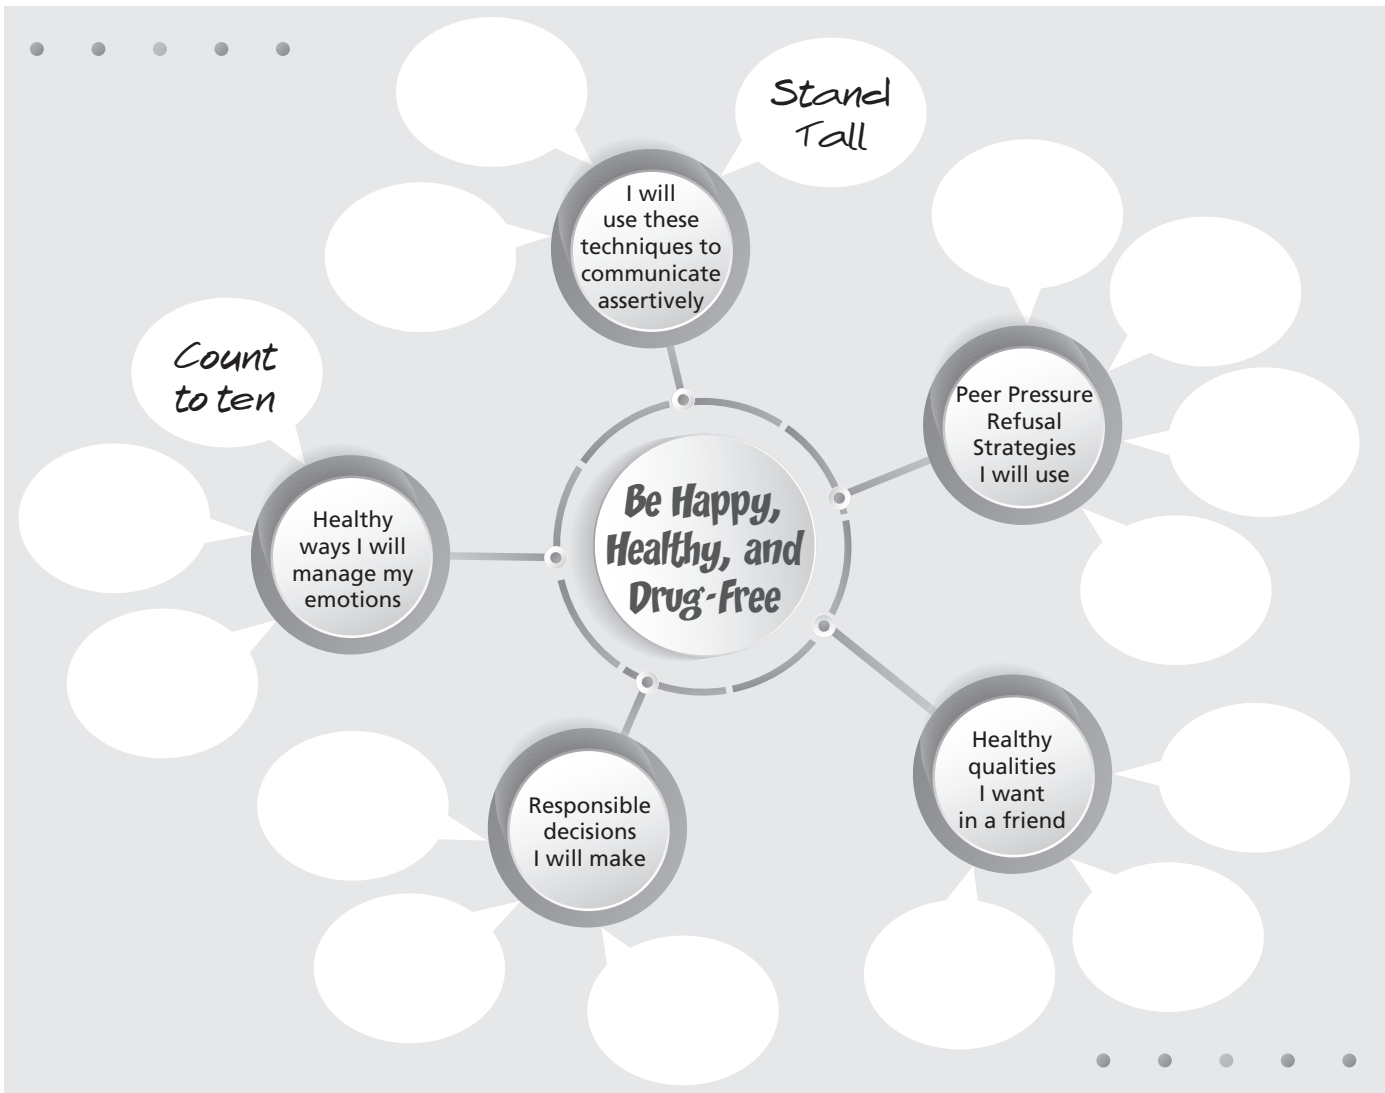 Stand
Tall
I will
use these
techniques to
communicate
assertively
Count
to ten
Peer Pressure
Refusal
Strategies
I will use
Be Happy,
Healthy, and
Drug-Free
Healthy
ways I will
manage my
emotions
Healthy
qualities
I want
in a friend
Responsible
decisions
I will make